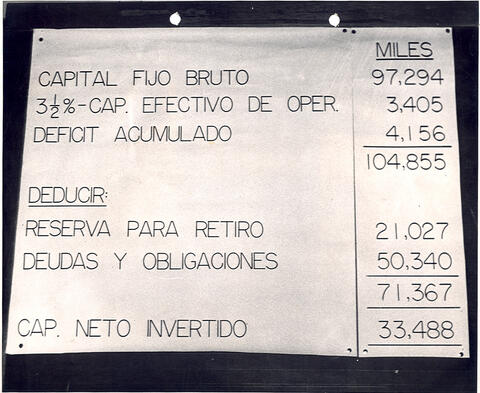 MILES
CAPITAL FIJO BRUTO 97,294
3½%-CAP. EFECTIVO DE OPER. 3,405
DEFICIT ACUMULADO 4,156
104,855
DEDUCIR:
RESERVA PARA RETIRO 21,027
DEUDAS Y OBLIGACIONES 50,340
71,367
CAP. NETO INVERTIDO 33,488